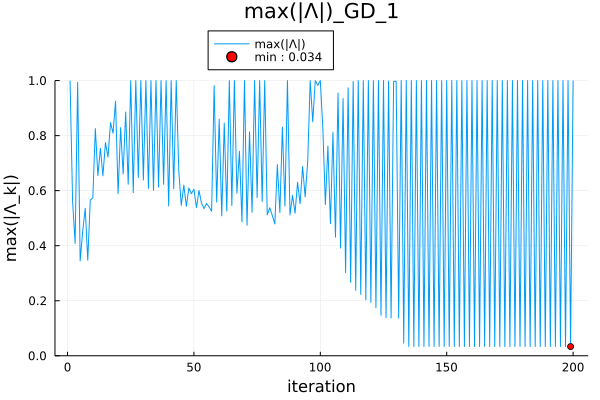 max(|Λ|)_GD_1
max(|Λ|)
min : 0.034
1.0
0.8
0.6
0.4
0.2
0.0
max(|Λ_k|)
0 50 100 150 200
iteration